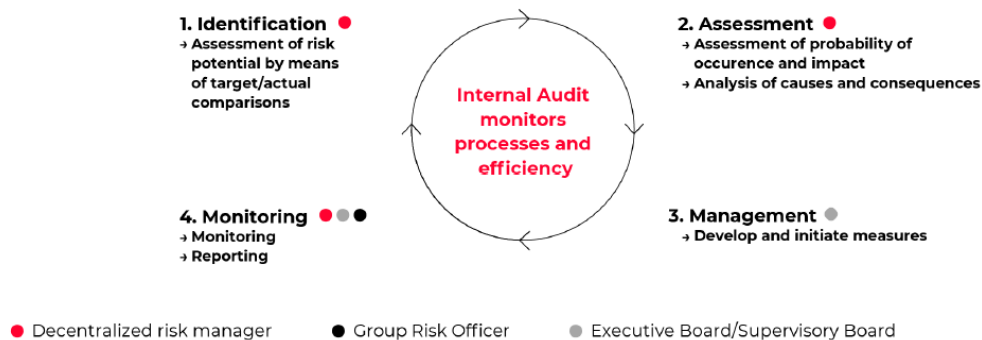 1. Identification
→ Assessment of risk
potential by means
of target/actual
comparisons
2. Assessment
→ Assessment of probability of
occurence and impact
→ Analysis of causes and consequences
Internal Audit
monitors
processes and
efficiency
4. Monitoring
→ Monitoring
→ Reporting
3. Management
→ Develop and initiate measures
Decentralized risk manager
Group Risk Officer
Executive Board/Supervisory Board